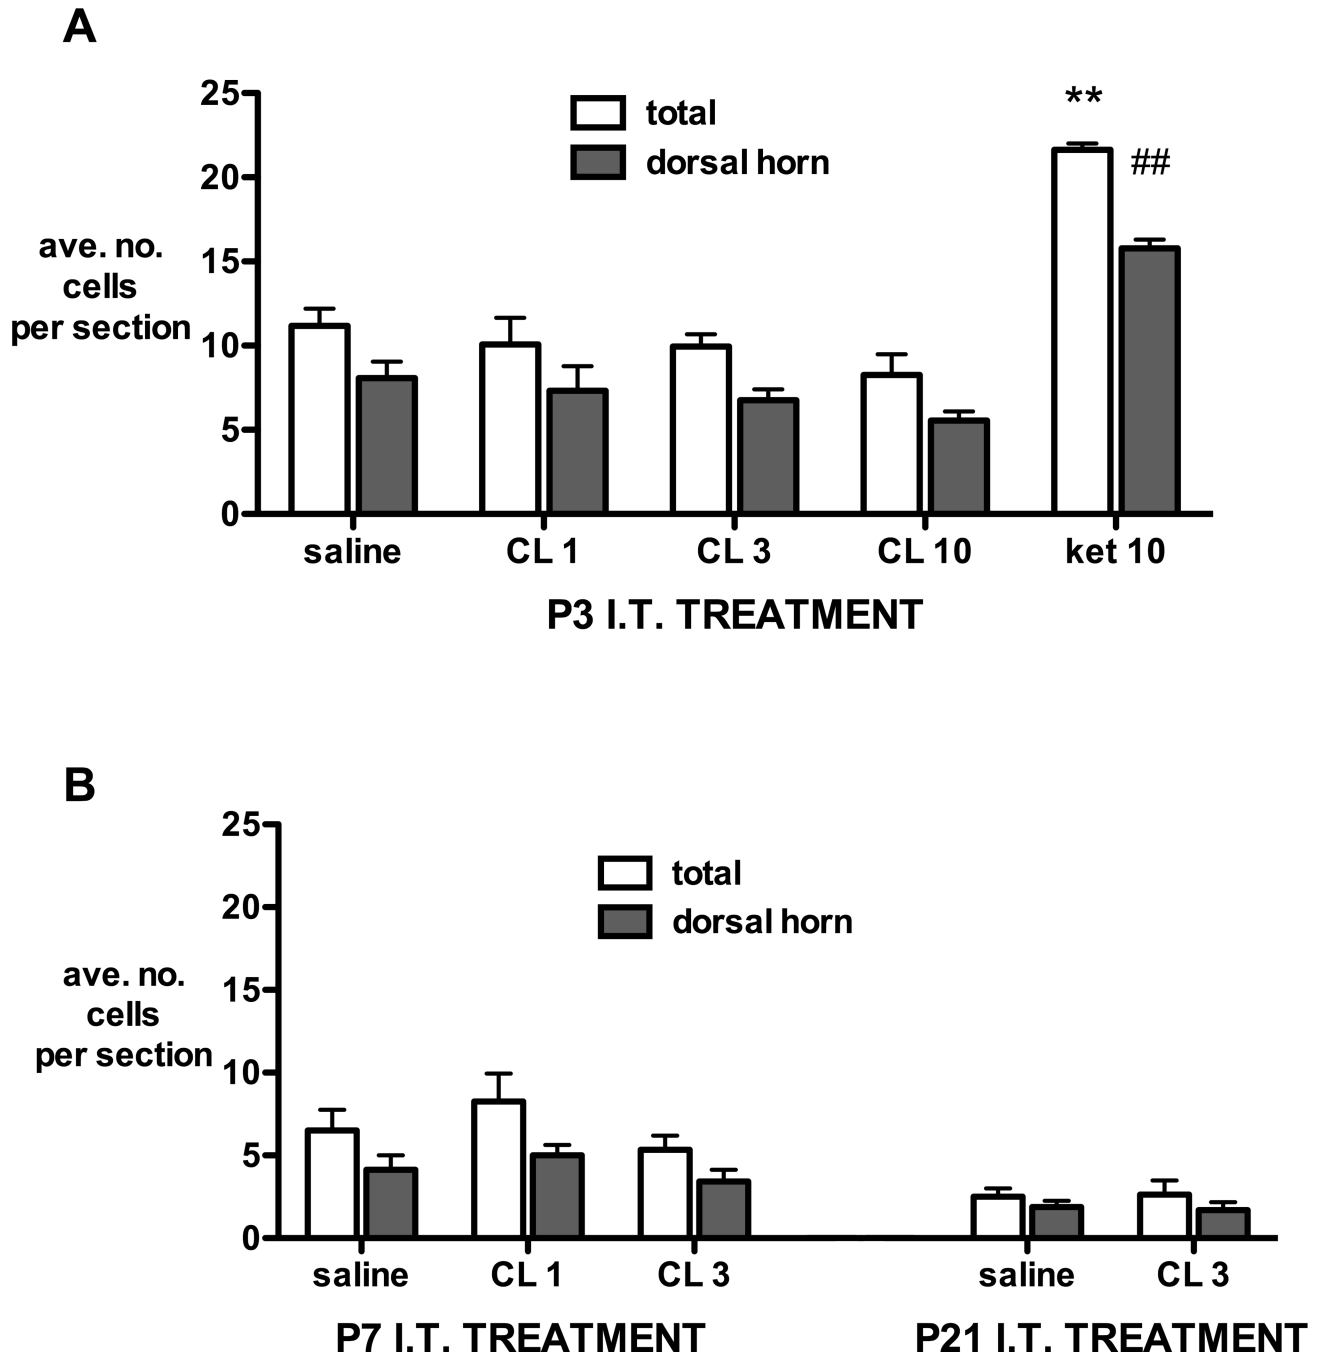 A
25
20
15
10
5
0
ave. no.
cells
per section
total
dorsal horn
**
##
saline CL 1 CL 3 CL 10 ket 10
P3 I.T. TREATMENT
B
25
20
15
10
5
0
ave. no.
cells
per section
total
dorsal horn
saline CL 1 CL 3 saline CL 3
P7 I.T. TREATMENT P21 I.T. TREATMENT